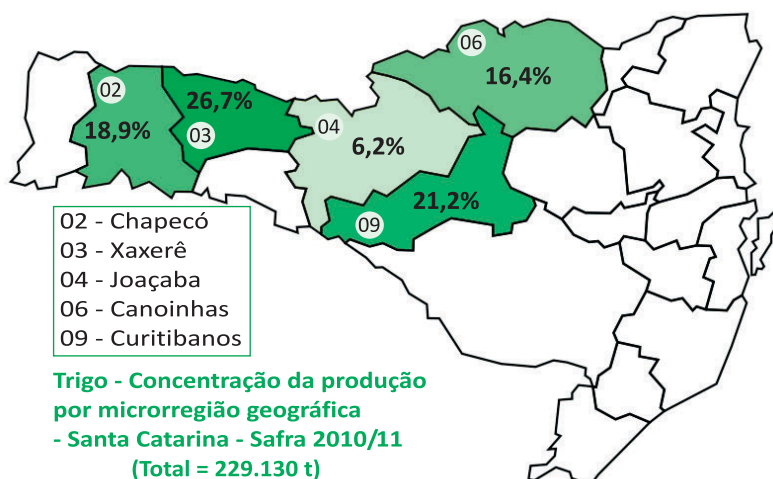 06
16,4%
02
26,7%
18,9%
03
04
6,2%
21,2%
09
02 - Chapecó
03 - Xaxerê
04 - Joaçaba
06 - Canoinhas
09 - Curitibanos
Trigo - Concentração da produção
por microrregião geográfica
- Santa Catarina - Safra 2010/11
(Total = 229.130 t)